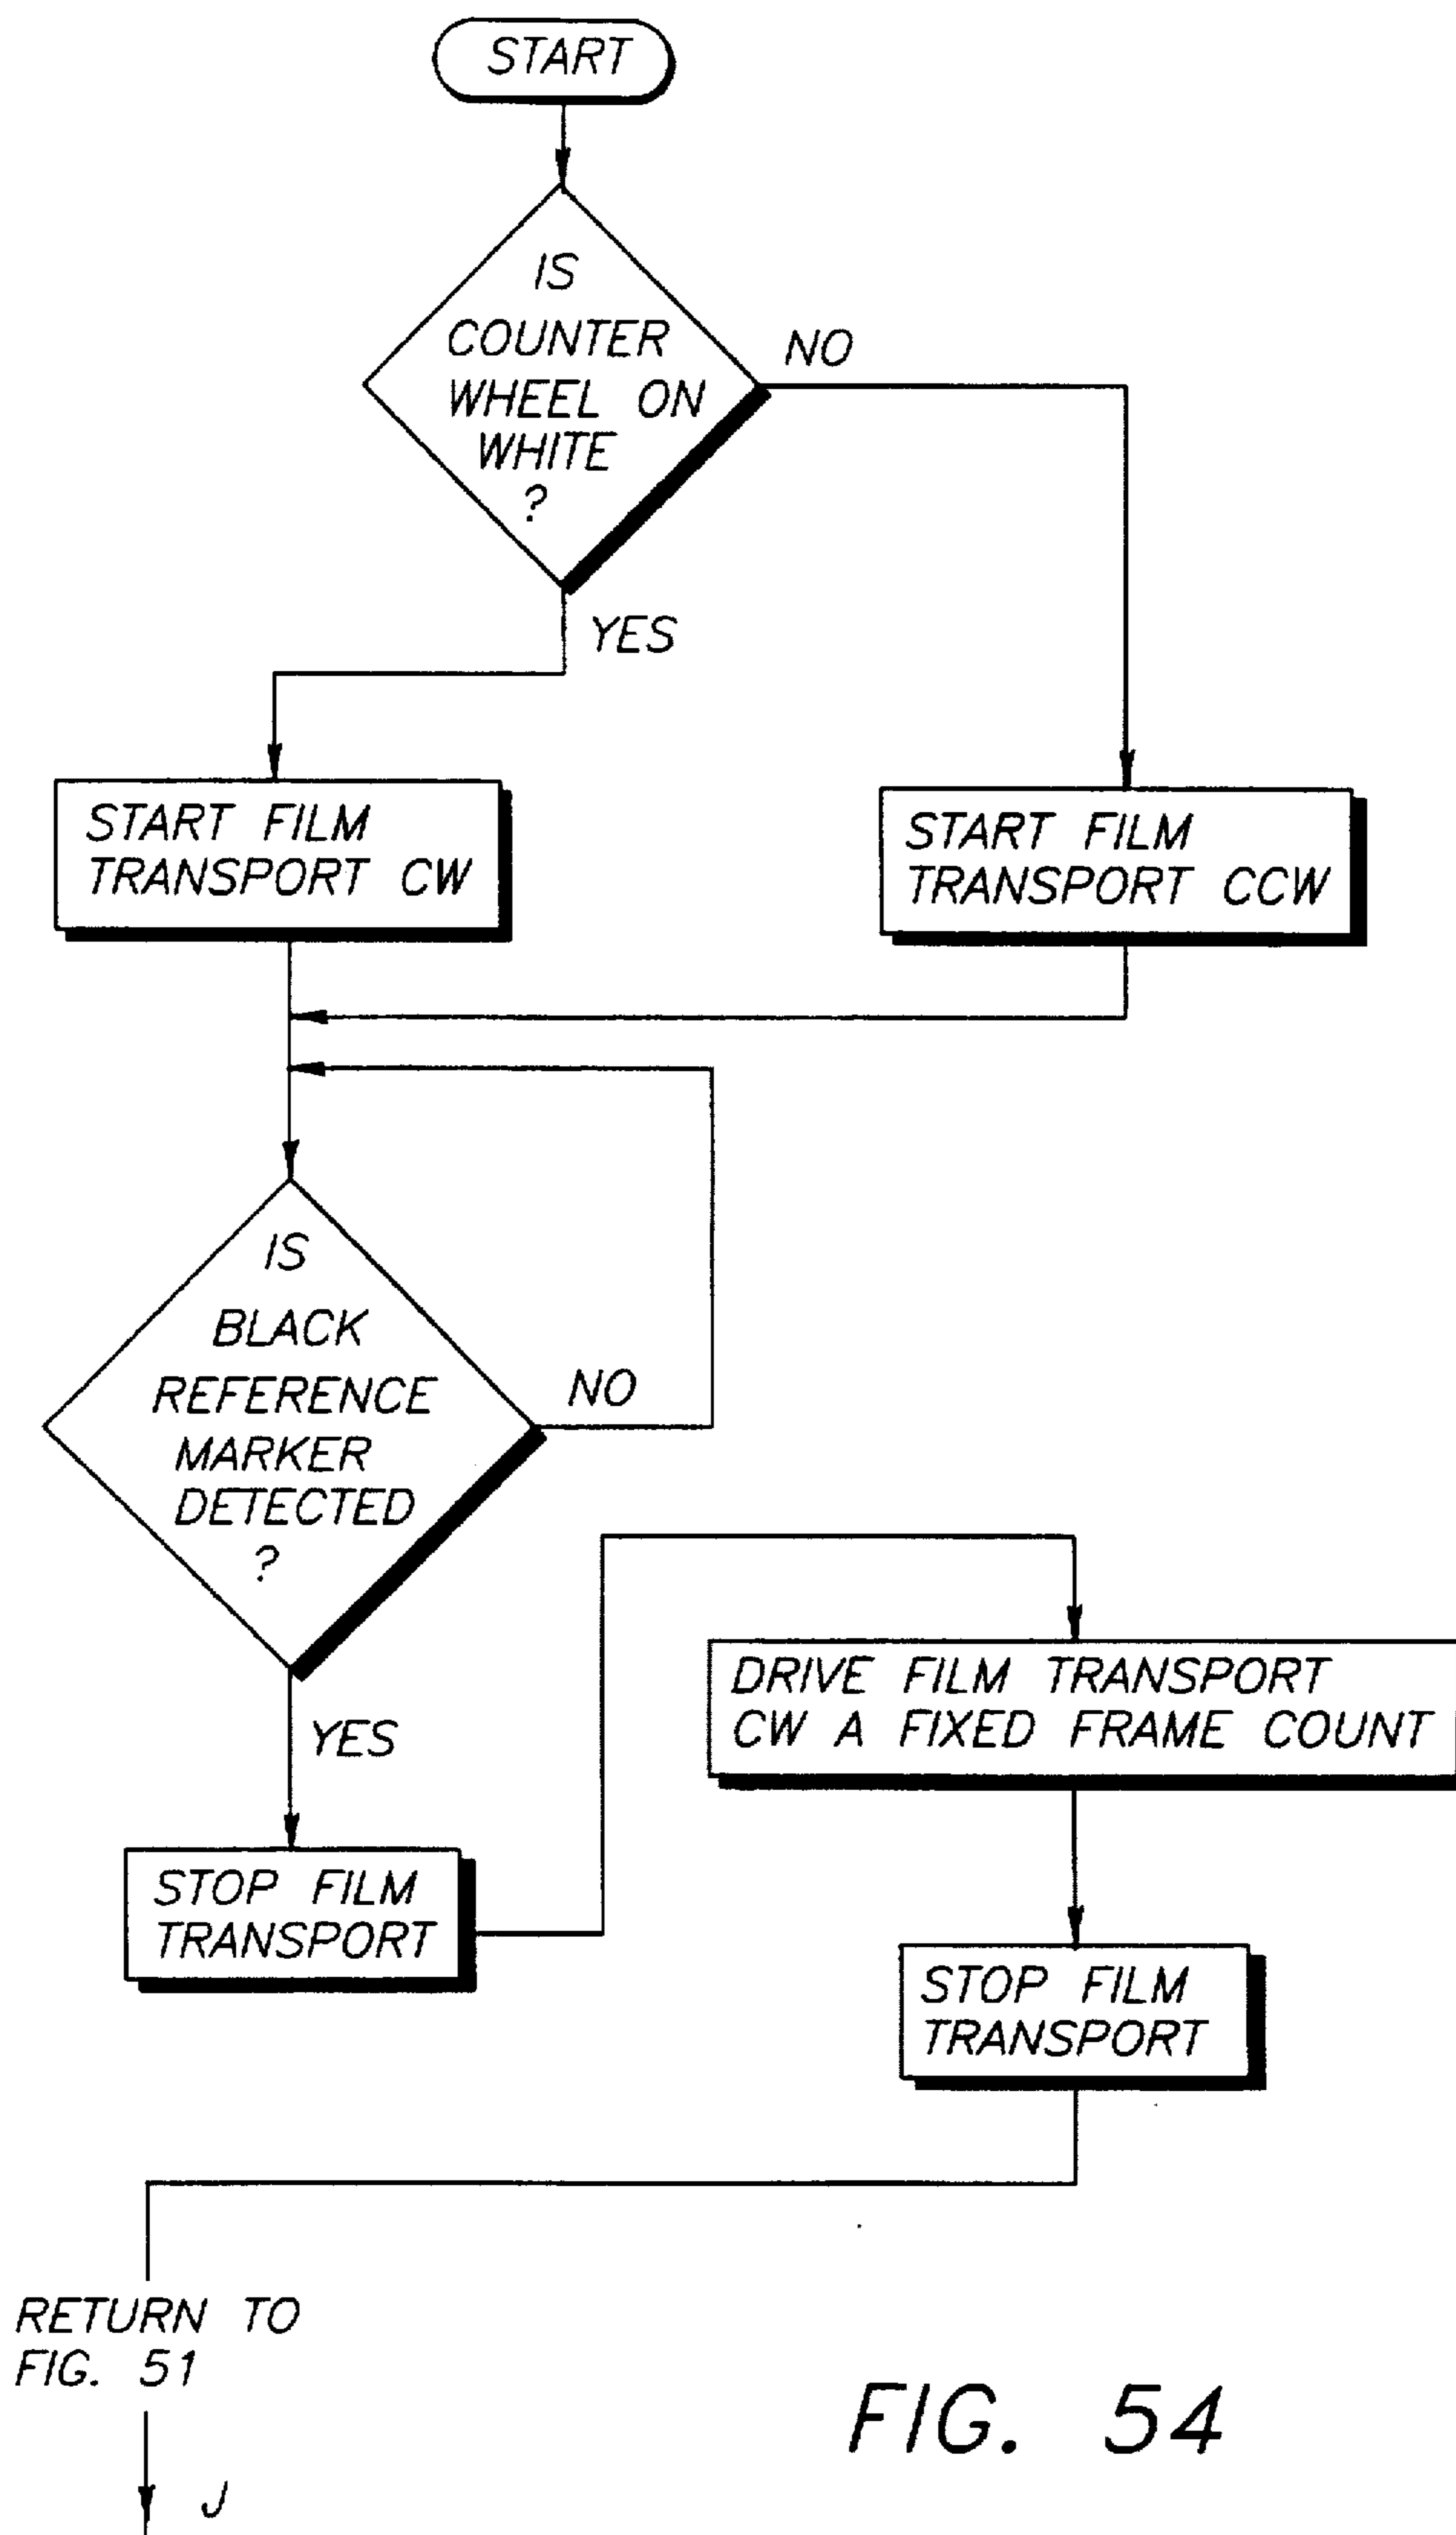 START
IS
COUNTER
WHEEL ON
WHITE
?
NO
YES
START FILM
TRANSPORT CW
START FILM
TRANSPORT CCW
IS
BLACK
REFERENCE
MARKER
DETECTED
?
NO
YES
DRIVE FILM TRANSPORT
CW A FIXED FRAME COUNT
STOP FILM
TRANSPORT
STOP FILM
TRANSPORT
RETURN TO
FIG. 51
J
FIG. 54